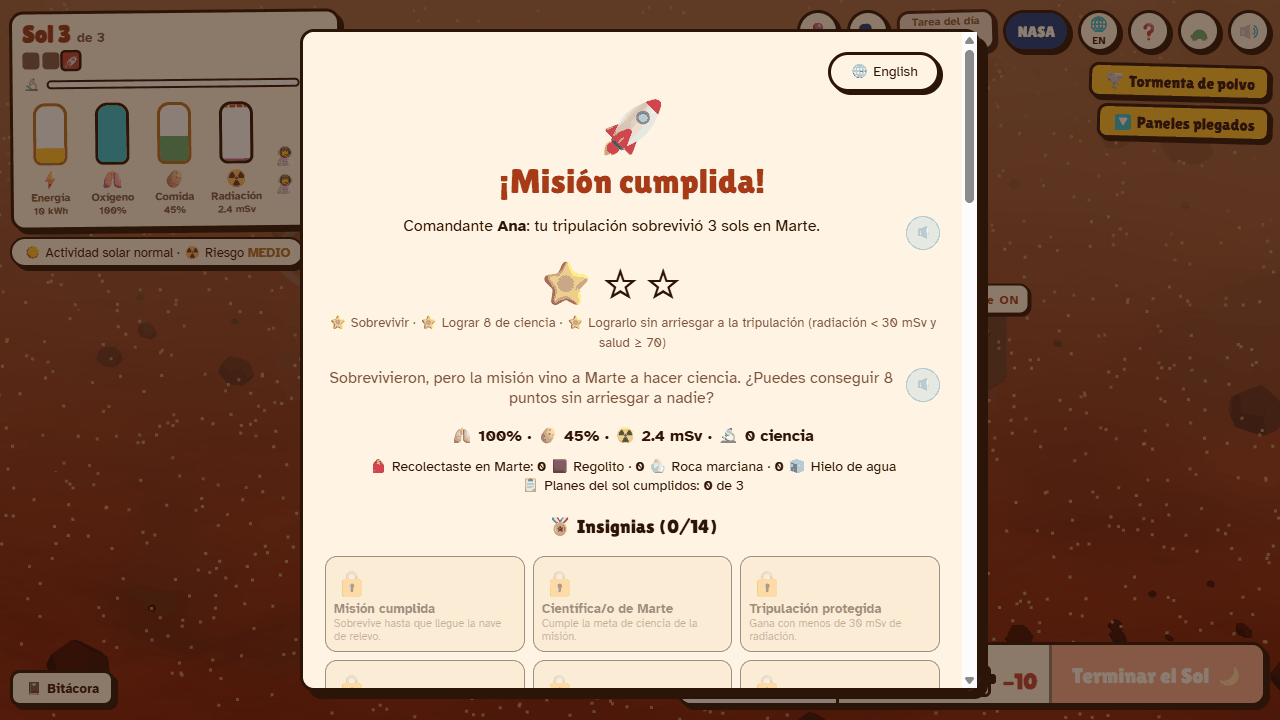 Sol 3 de 3
Energía
10 kWh
Oxígeno
100%
Comida
45%
Radiación
2.4 mSv
Actividad solar normal · Riesgo MEDIO
Tarea del día
NASA
EN
Tormenta de polvo
Paneles plegados
ON
English
¡Misión cumplida!
Comandante Ana: tu tripulación sobrevivió 3 sols en Marte.
Sobrevivir · Lograr 8 de ciencia · Lograrlo sin arriesgar a la tripulación (radiación < 30 mSv y
salud ≥ 70)
Sobrevivieron, pero la misión vino a Marte a hacer ciencia. ¿Puedes conseguir 8
puntos sin arriesgar a nadie?
100% · 45% · 2.4 mSv · 0 ciencia
Recolectaste en Marte: 0 Regolito · 0 Roca marciana · 0 Hielo de agua
Planes del sol cumplidos: 0 de 3
Insignias (0/14)
Misión cumplida
Sobrevive hasta que llegue la nave
de relevo.
Científica/o de Marte
Cumple la meta de ciencia de la
misión.
Tripulación protegida
Gana con menos de 30 mSv de
radiación.
Bitácora
−10
Terminar el Sol